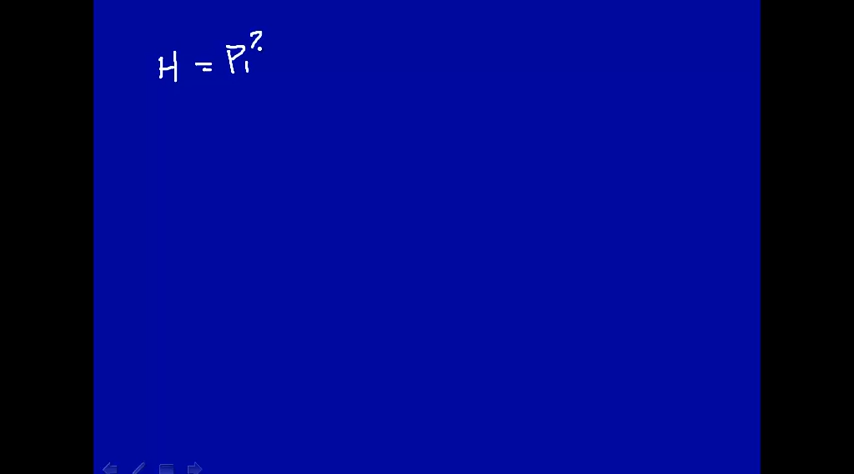 H = P₁²